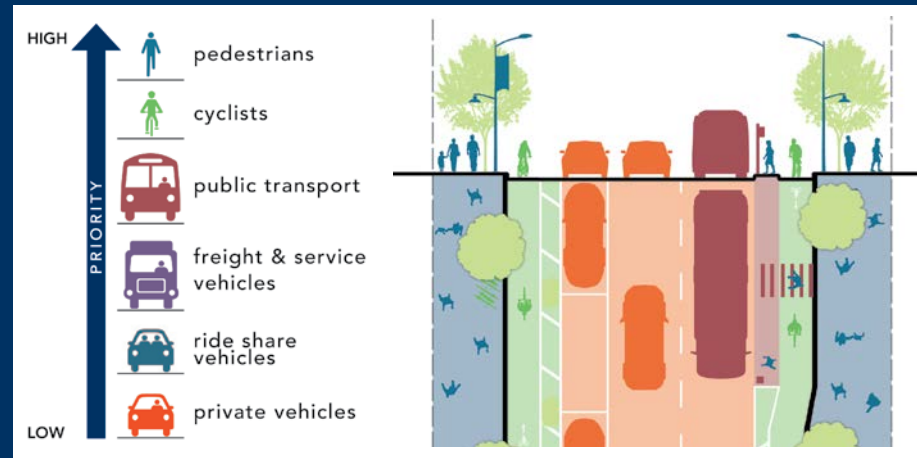 HIGH
PRIORITY
LOW
pedestrians
cyclists
public transport
freight & service
vehicles
ride share
vehicles
private vehicles